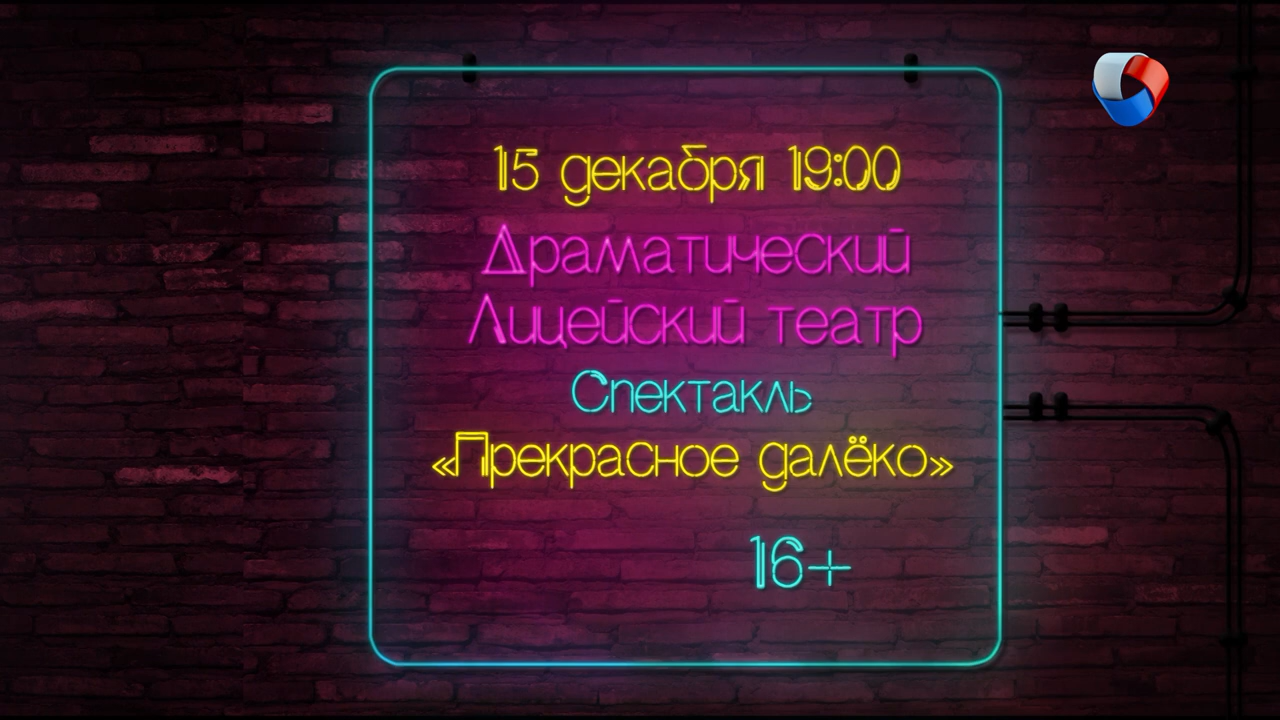 15 декабря 19:00
Драматический
Лицейский театр
Спектакль
«Прекрасное далёко»
16+